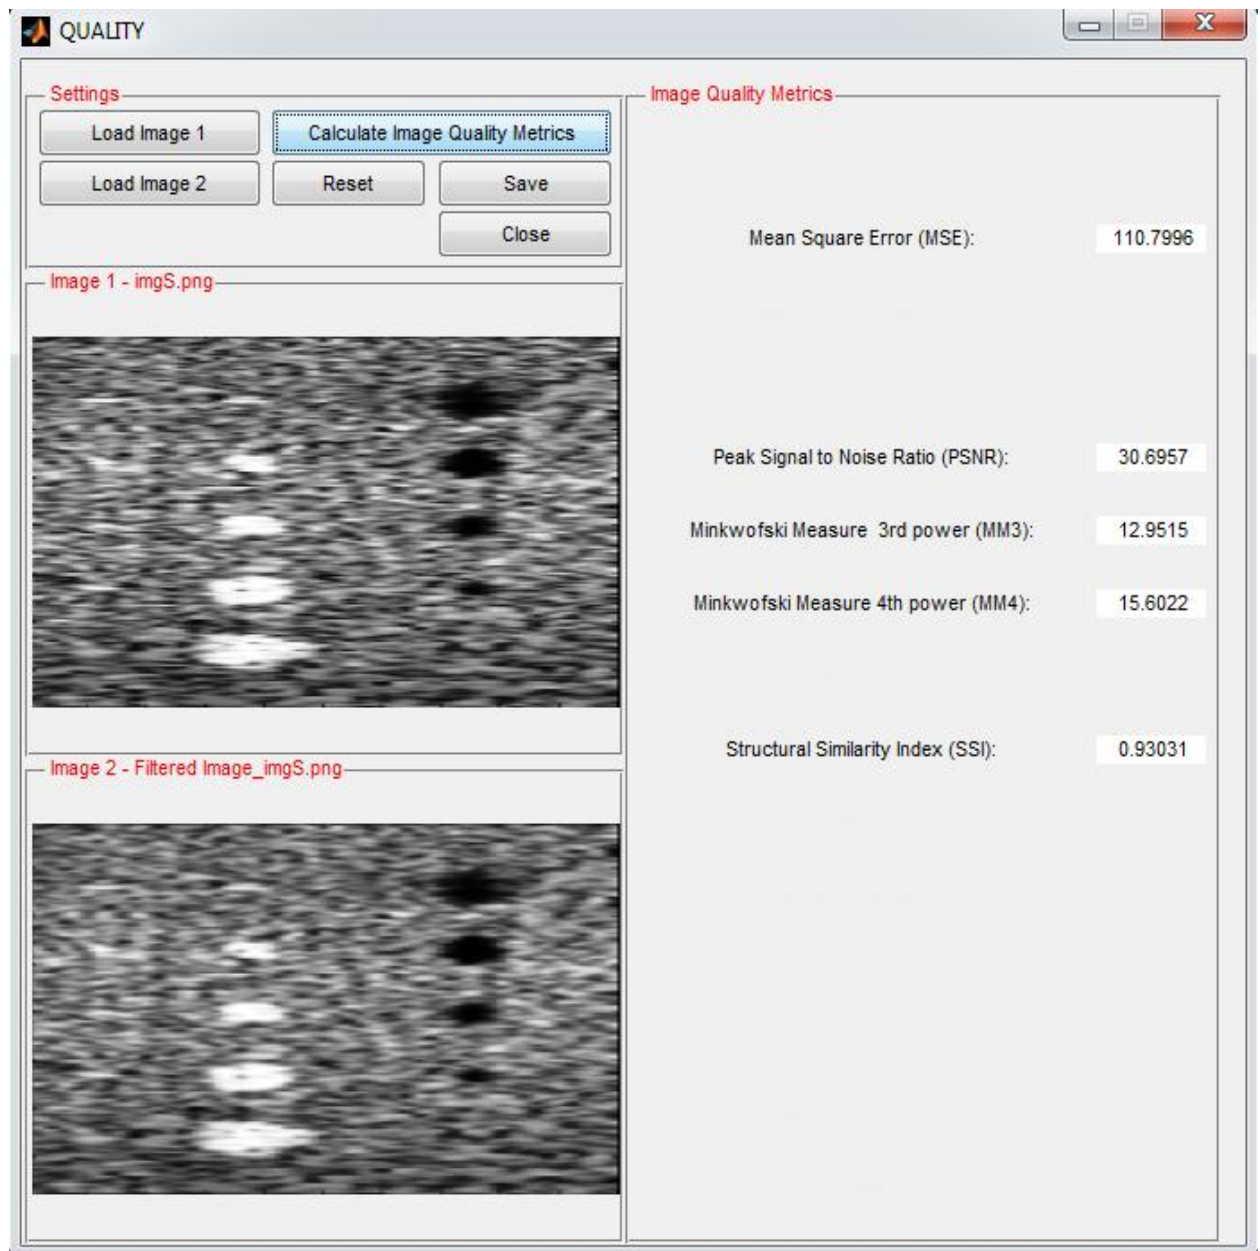 QUALITY
Settings
Load Image 1
Calculate Image Quality Metrics
Load Image 2
Reset
Save
Close
Image 1 - imgS.png
Image 2 - Filtered Image_imgS.png
Image Quality Metrics
Mean Square Error (MSE): 110.7996
Peak Signal to Noise Ratio (PSNR): 30.6957
Minkwofski Measure 3rd power (MM3): 12.9515
Minkwofski Measure 4th power (MM4): 15.6022
Structural Similarity Index (SSI): 0.93031